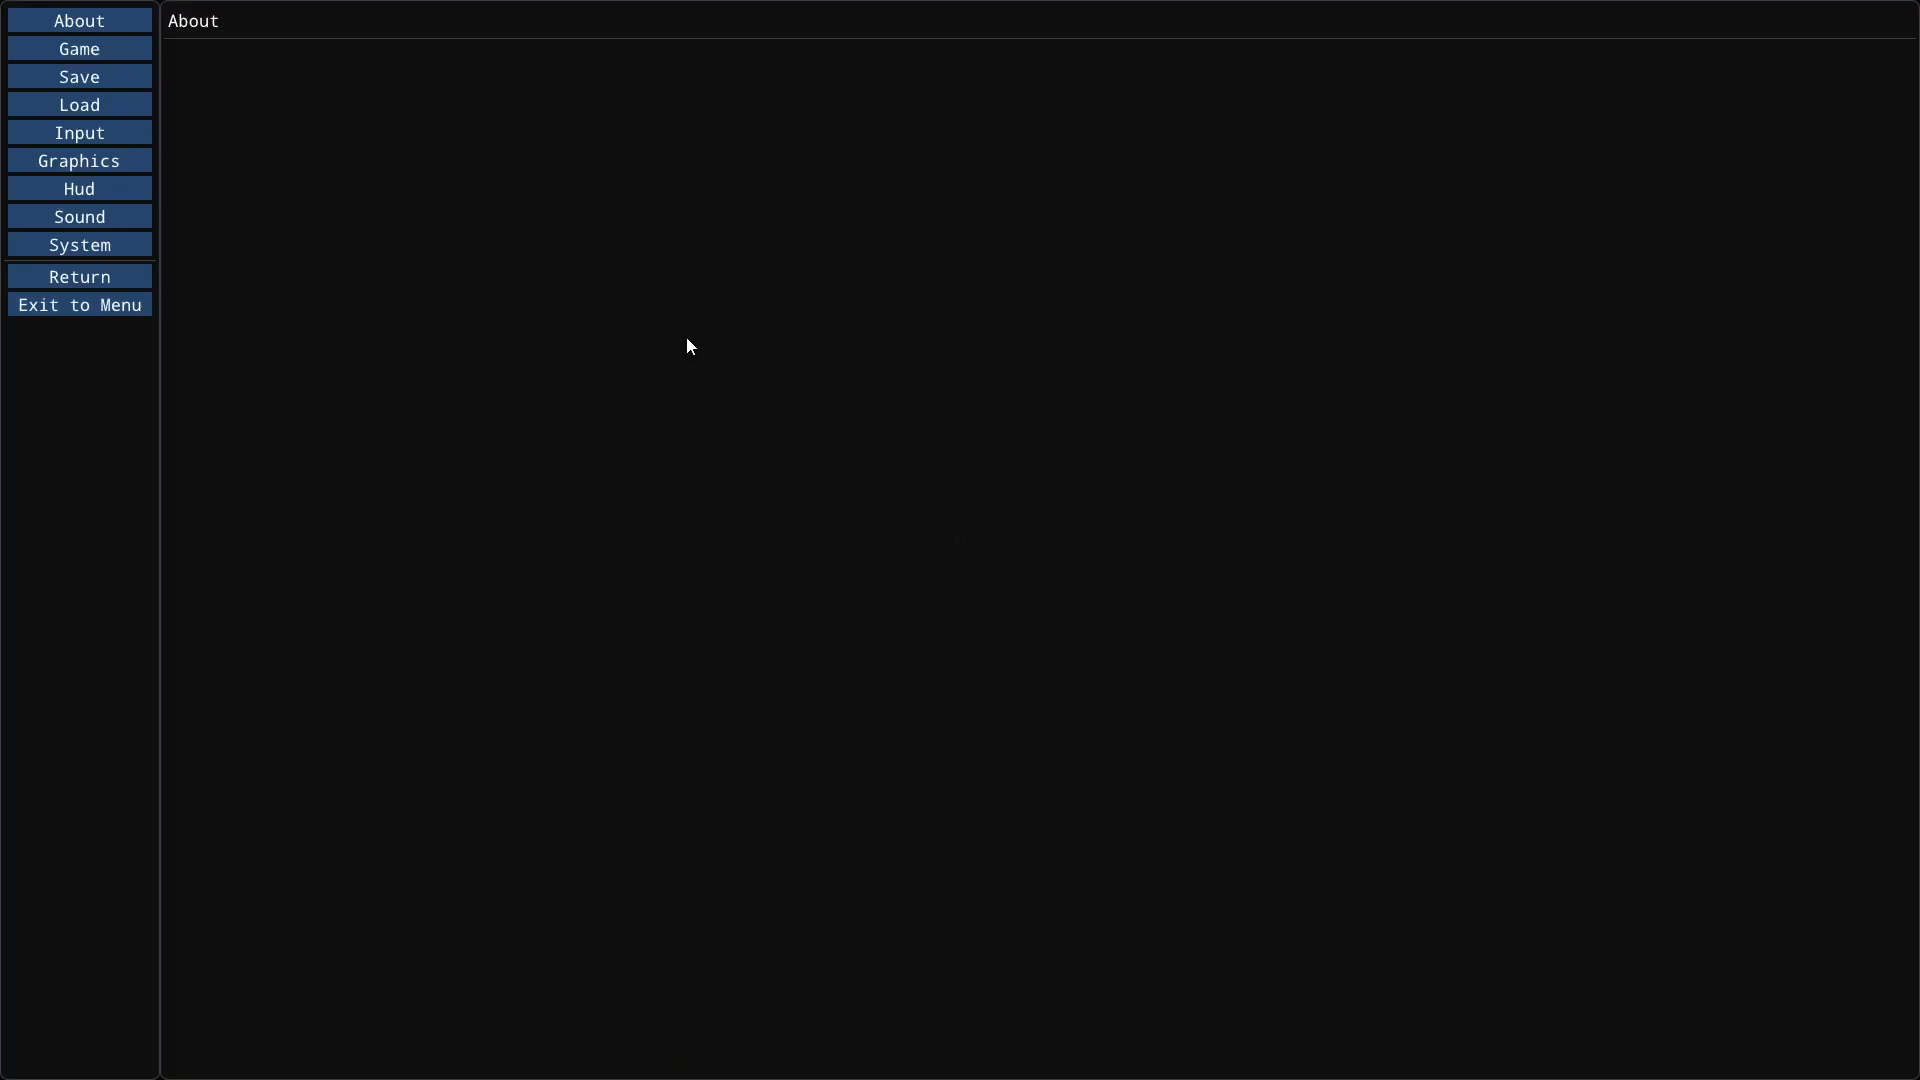 About
Game
Save
Load
Input
Graphics
Hud
Sound
System
Return
Exit to Menu
About